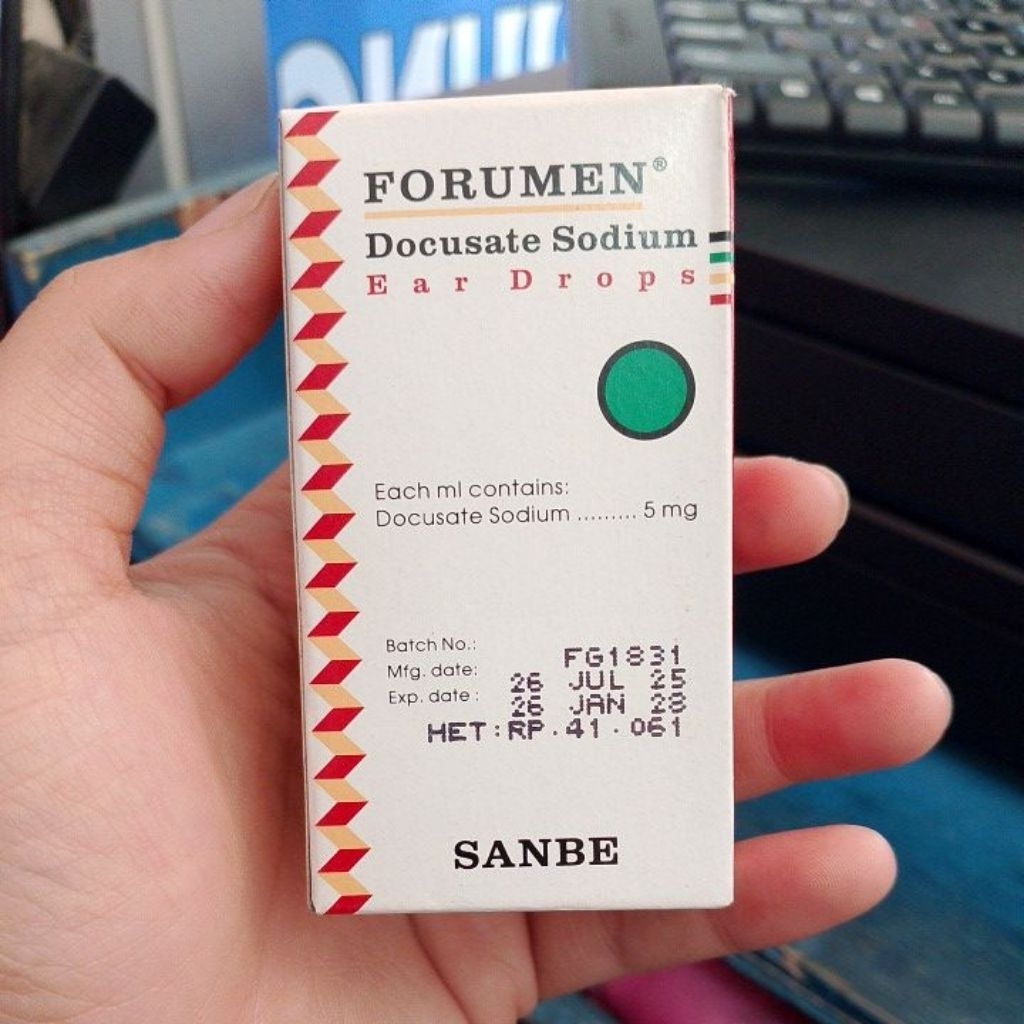 FORUMEN®
Docusate Sodium
Ear Drops
Each ml contains:
Docusate Sodium ......... 5 mg
Batch No.: FG1831
Mfg. date: 26 JUL 25
Exp. date : 26 JAN 28
HET:RP.41.061
SANBE